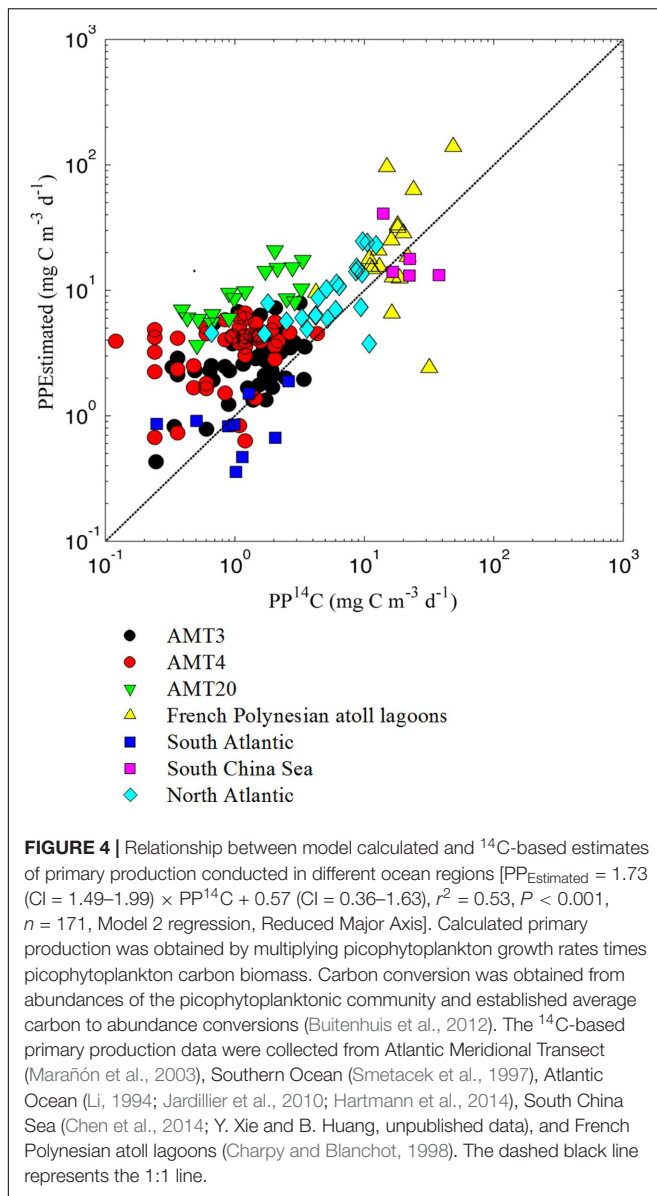 10³
10²
10¹
10⁰
10⁻¹
PPEstimated (mg C m⁻³ d⁻¹)
10⁻¹ 10⁰ 10¹ 10² 10³
PP¹⁴C (mg C m⁻³ d⁻¹)
AMT3
AMT4
AMT20
French Polynesian atoll lagoons
South Atlantic
South China Sea
North Atlantic
FIGURE 4 | Relationship between model calculated and ¹⁴C-based estimates
of primary production conducted in different ocean regions [PP_Estimated = 1.73
(CI = 1.49–1.99) × PP¹⁴C + 0.57 (CI = 0.36–1.63), r² = 0.53, P < 0.001,
n = 171, Model 2 regression, Reduced Major Axis]. Calculated primary
production was obtained by multiplying picophytoplankton growth rates times
picophytoplankton carbon biomass. Carbon conversion was obtained from
abundances of the picophytoplanktonic community and established average
carbon to abundance conversions (Buitenhuis et al., 2012). The ¹⁴C-based
primary production data were collected from Atlantic Meridional Transect
(Marañón et al., 2003), Southern Ocean (Smetacek et al., 1997), Atlantic
Ocean (Li, 1994; Jardillier et al., 2010; Hartmann et al., 2014), South China
Sea (Chen et al., 2014; Y. Xie and B. Huang, unpublished data), and French
Polynesian atoll lagoons (Charpy and Blanchot, 1998). The dashed black line
represents the 1:1 line.